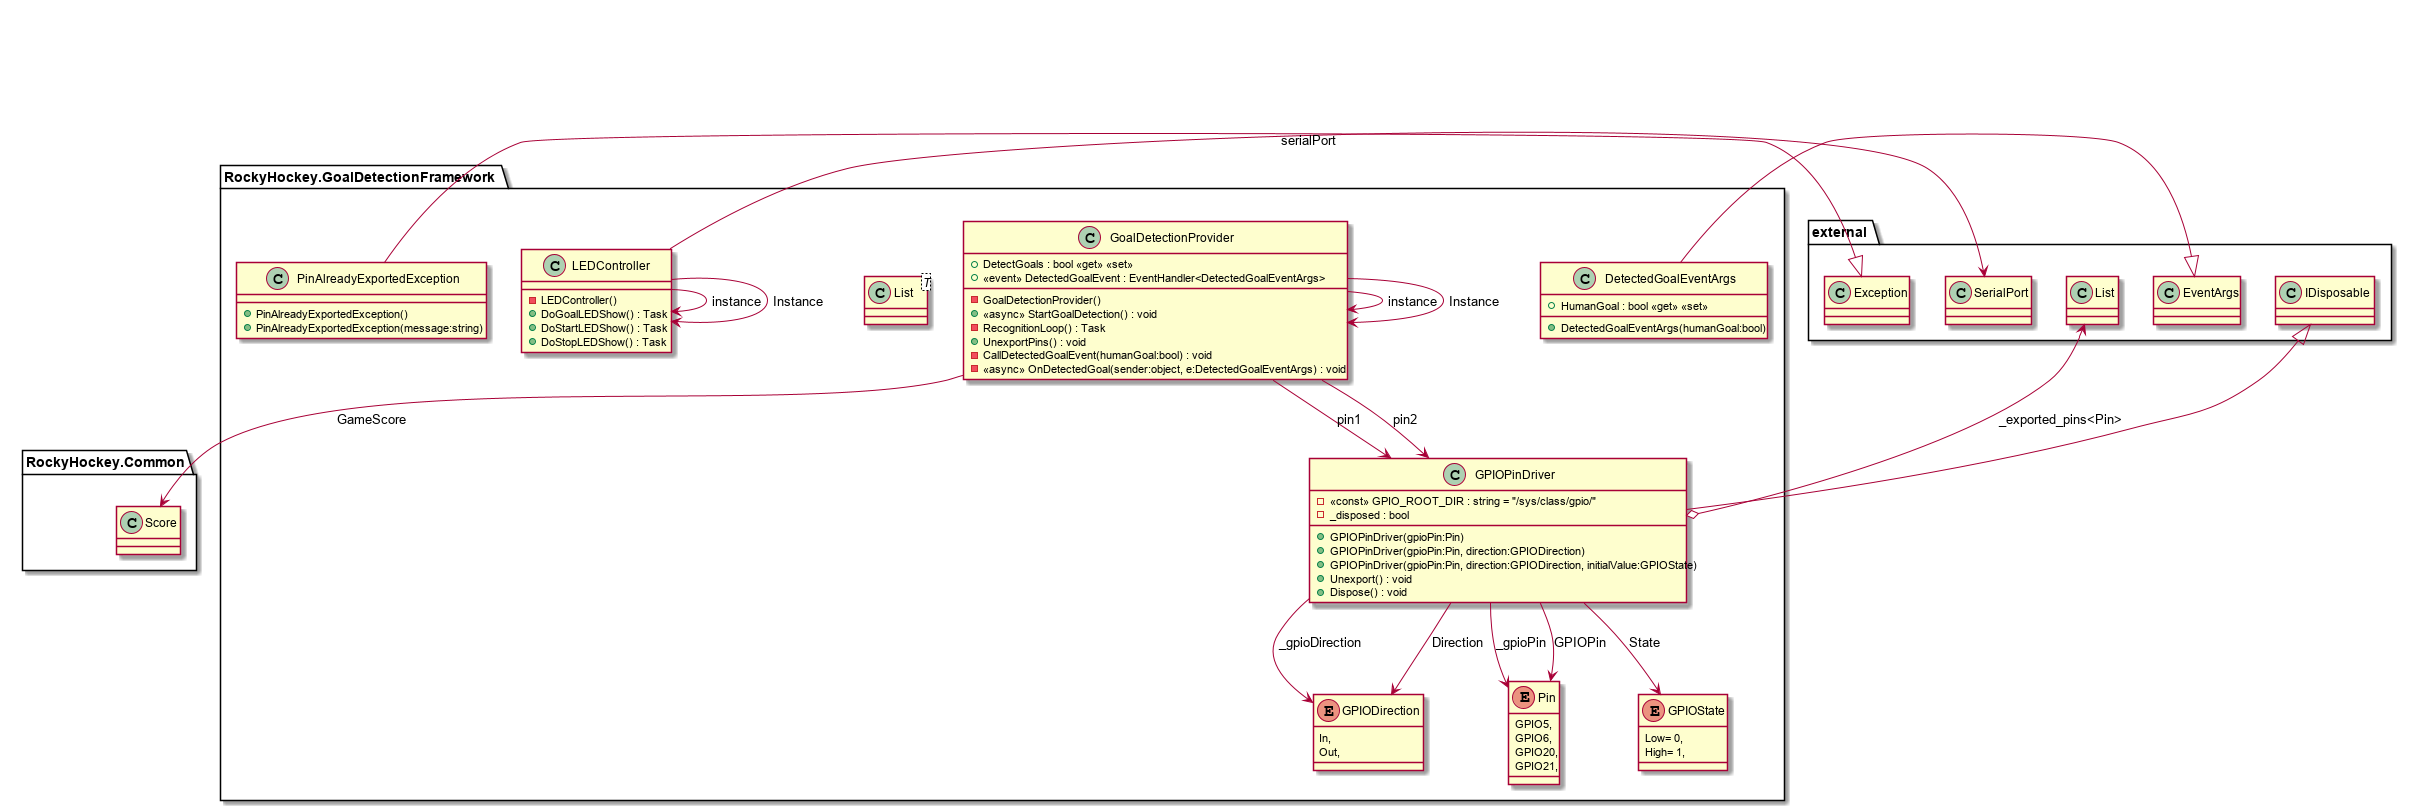 serialPort
RockyHockey.GoalDetectionFramework
external
C PinAlreadyExportedException
PinAlreadyExportedException()
PinAlreadyExportedException(message:string)
C LEDController
LEDController()
DoGoalLEDShow() : Task
DoStartLEDShow() : Task
DoStopLEDShow() : Task
instance
Instance
C List
T
C GoalDetectionProvider
DetectGoals : bool «get» «set»
«event» DetectedGoalEvent : EventHandler<DetectedGoalEventArgs>
GoalDetectionProvider()
«async» StartGoalDetection() : void
RecognitionLoop() : Task
UnexportPins() : void
CallDetectedGoalEvent(humanGoal:bool) : void
«async» OnDetectedGoal(sender:object, e:DetectedGoalEventArgs) : void
instance
Instance
C DetectedGoalEventArgs
HumanGoal : bool «get» «set»
DetectedGoalEventArgs(humanGoal:bool)
C Exception
C SerialPort
C List
C EventArgs
C IDisposable
GameScore
pin1
pin2
_exported_pins<Pin>
RockyHockey.Common
C Score
C GPIOPinDriver
«const» GPIO_ROOT_DIR : string = "/sys/class/gpio/"
_disposed : bool
GPIOPinDriver(gpioPin:Pin)
GPIOPinDriver(gpioPin:Pin, direction:GPIODirection)
GPIOPinDriver(gpioPin:Pin, direction:GPIODirection, initialValue:GPIOState)
Unexport() : void
Dispose() : void
_gpioDirection
Direction
_gpioPin
GPIOPin
State
E GPIODirection
In,
Out,
E Pin
GPIO5,
GPIO6,
GPIO20,
GPIO21,
E GPIOState
Low= 0,
High= 1,